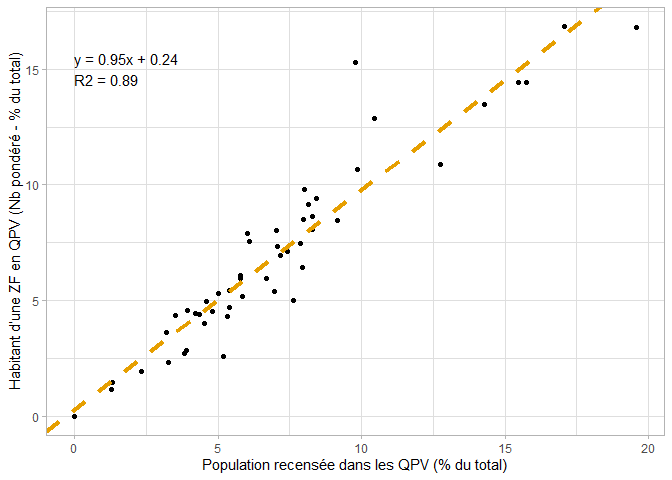 y = 0.95x + 0.24
R2 = 0.89
15
10
5
0
Habitant d'une ZF en QPV (Nb pondéré - % du total)
0 5 10 15 20
Population recensée dans les QPV (% du total)